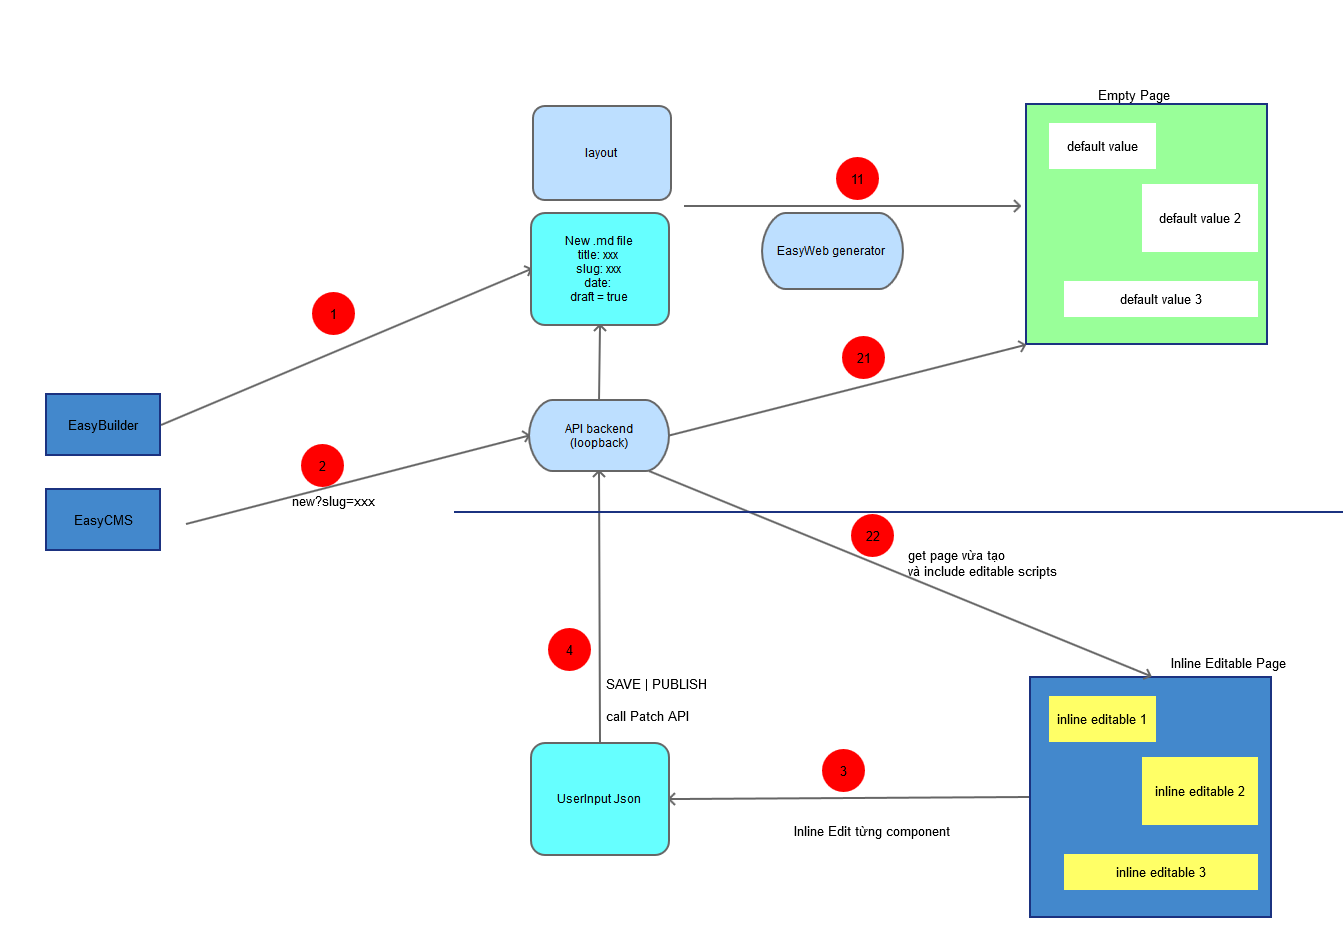 Empty Page
layout
default value
11
default value 2
New .md file
title: xxx
slug: xxx
date:
draft = true
EasyWeb generator
default value 3
1
21
EasyBuilder
API backend
(loopback)
2
new?slug=xxx
EasyCMS
22
get page vừa tạo
và include editable scripts
4
Inline Editable Page
SAVE | PUBLISH
call Patch API
inline editable 1
3
UserInput Json
inline editable 2
Inline Edit từng component
inline editable 3